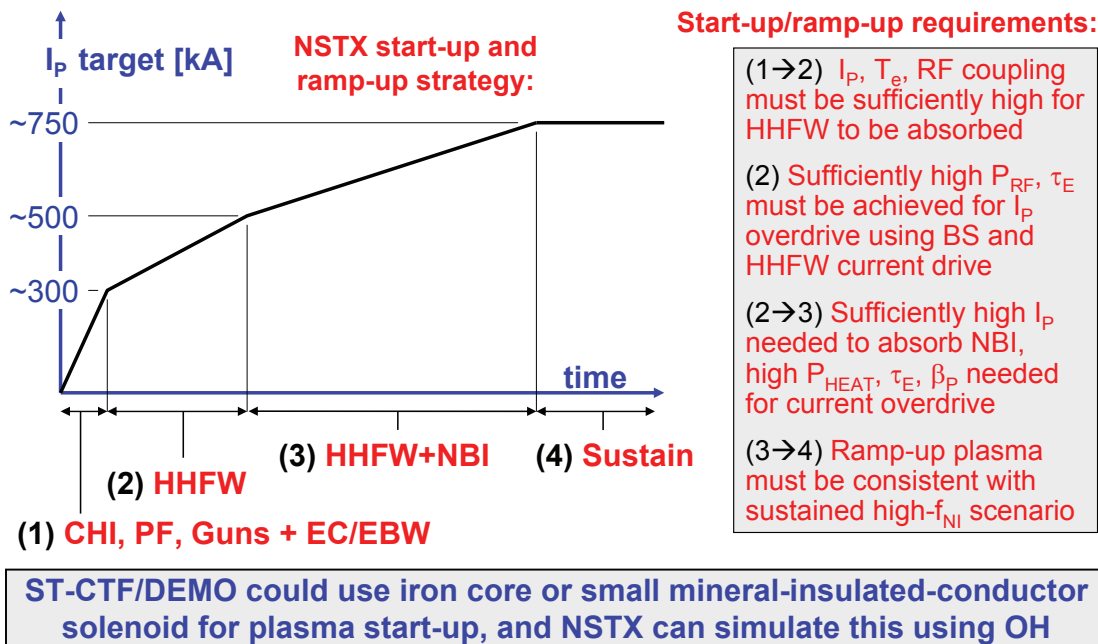 I_P target [kA]
NSTX start-up and
ramp-up strategy:
~750
~500
~300
time
(3) HHFW+NBI
(4) Sustain
(2) HHFW
(1) CHI, PF, Guns + EC/EBW
Start-up/ramp-up requirements:
(1→2) I_P, T_e, RF coupling
must be sufficiently high for
HHFW to be absorbed
(2) Sufficiently high P_RF, τ_E
must be achieved for I_P
overdrive using BS and
HHFW current drive
(2→3) Sufficiently high I_P
needed to absorb NBI,
high P_HEAT, τ_E, β_P needed
for current overdrive
(3→4) Ramp-up plasma
must be consistent with
sustained high-f_NI scenario
ST-CTF/DEMO could use iron core or small mineral-insulated-conductor
solenoid for plasma start-up, and NSTX can simulate this using OH